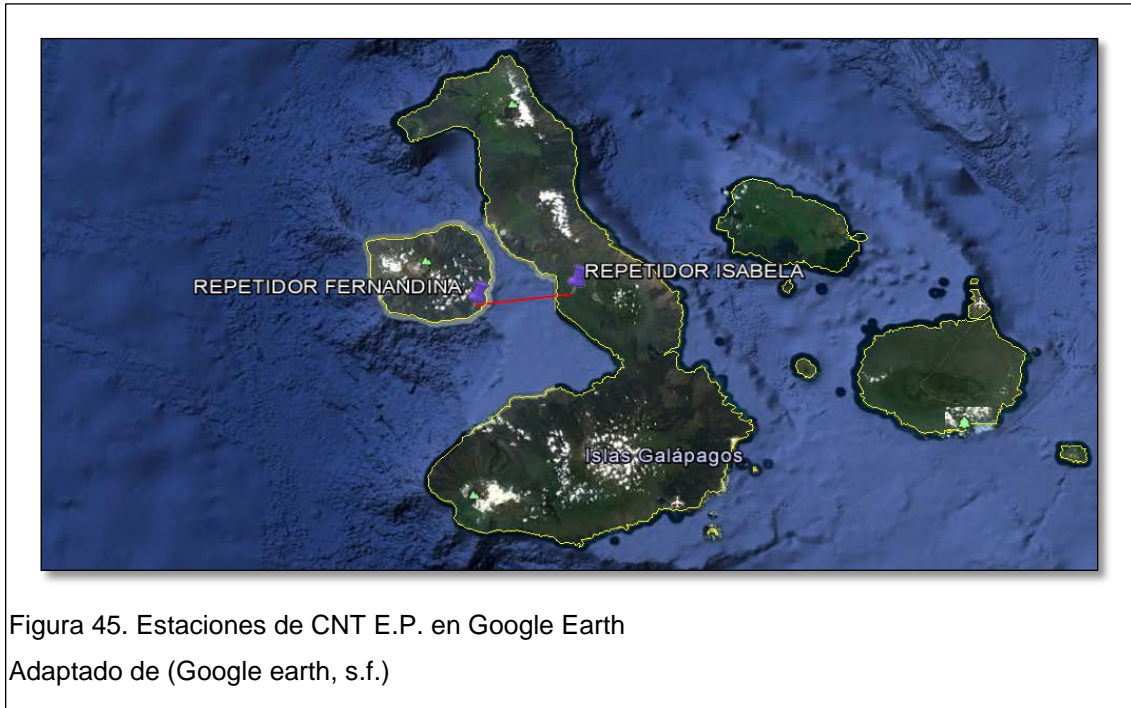 REPETIDOR ISABELA
REPETIDOR FERNANDINA
Islas Galápagos
Figura 45. Estaciones de CNT E.P. en Google Earth
Adaptado de (Google earth, s.f.)